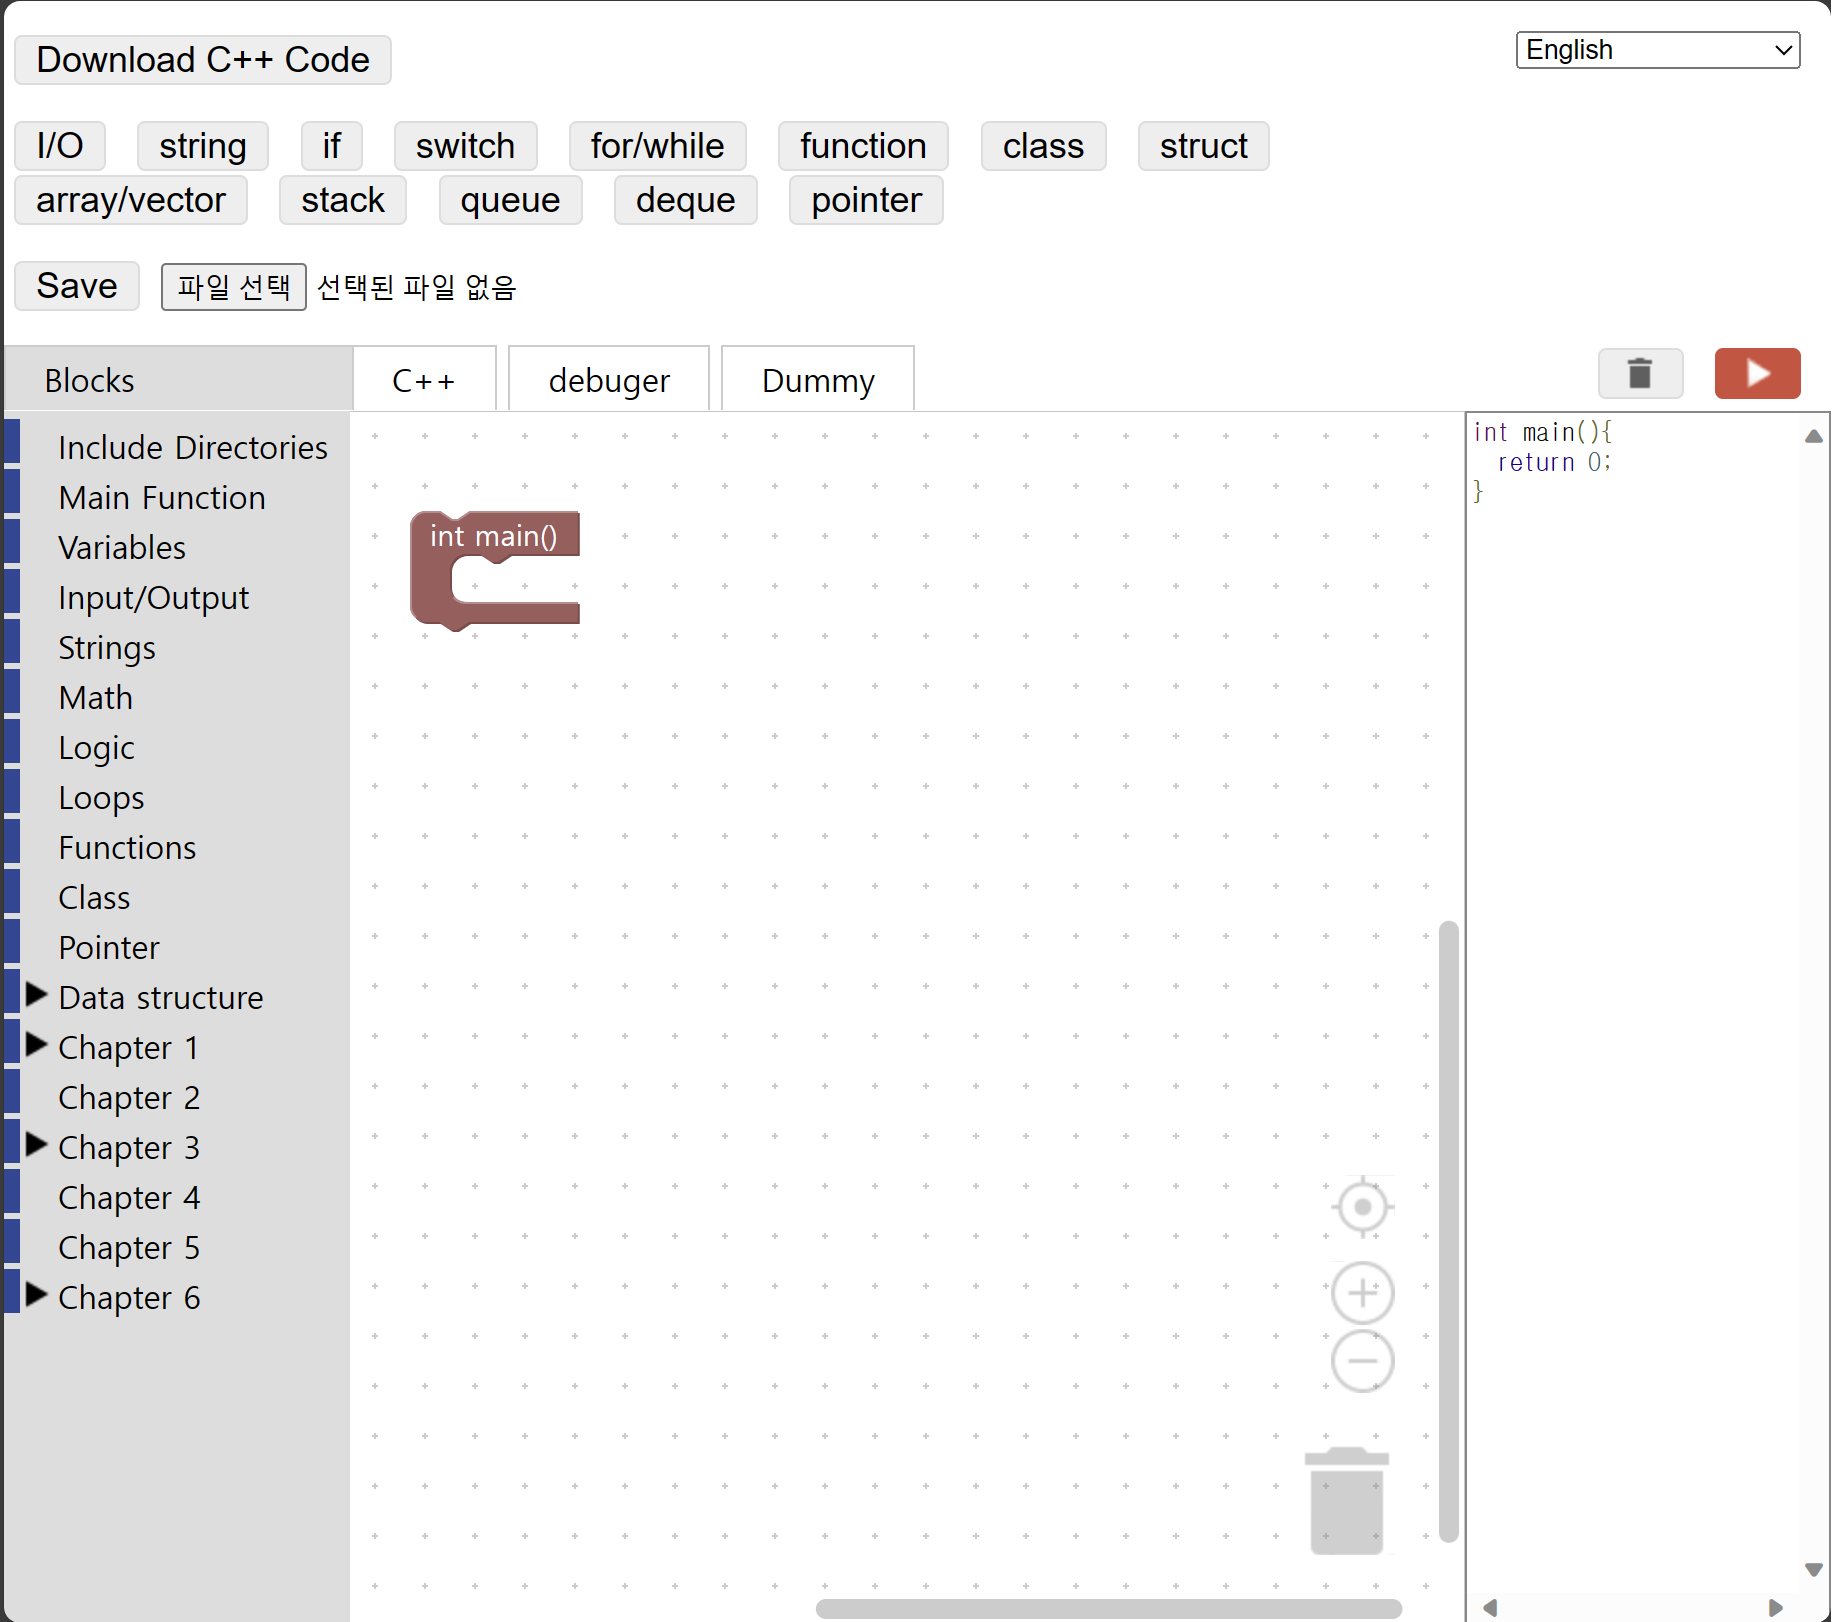 Download C++ Code
English
I/O string if switch for/while function class struct
array/vector stack queue deque pointer
Save 파일 선택 선택된 파일 없음
Blocks C++ debuger Dummy
Include Directories
Main Function
Variables
Input/Output
Strings
Math
Logic
Loops
Functions
Class
Pointer
Data structure
Chapter 1
Chapter 2
Chapter 3
Chapter 4
Chapter 5
Chapter 6
int main()
int main(){
  return 0;
}